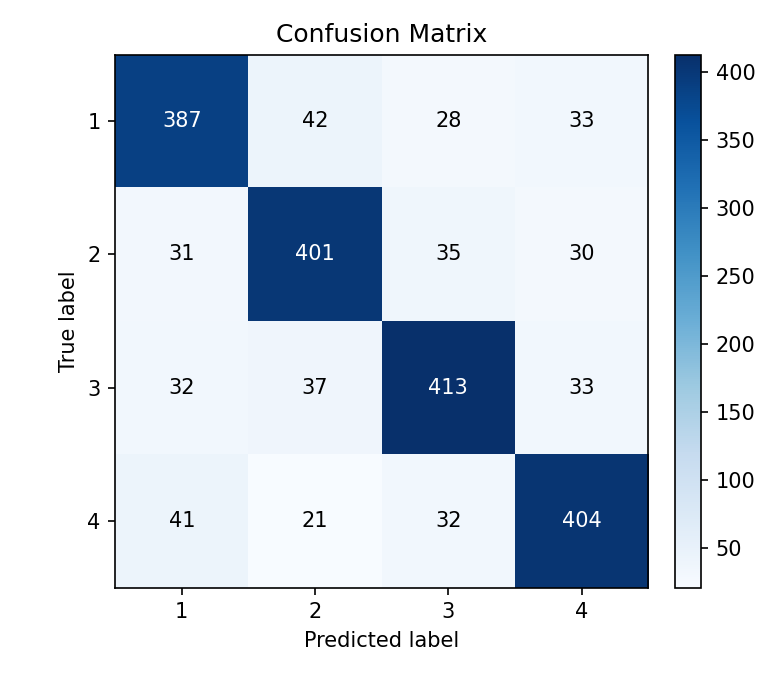 Confusion Matrix
1 387 42 28 33
2 31 401 35 30
3 32 37 413 33
4 41 21 32 404
1 2 3 4
Predicted label
True label
400
350
300
250
200
150
100
50